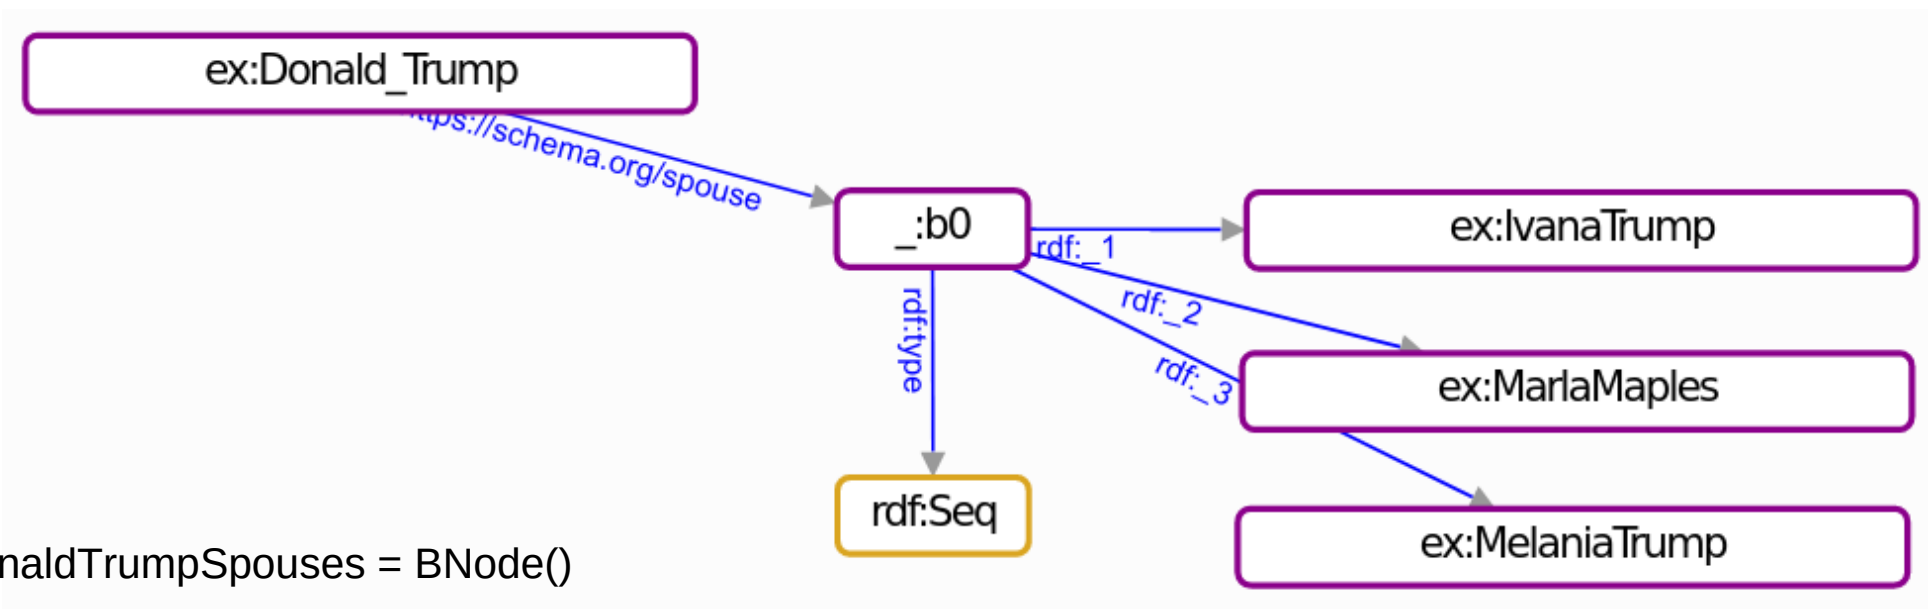 ex:Donald_Trump
ttps://schema.org/spouse
_:b0
ex:IvanaTrump
rdf:_1
rdf:_2
rdf:type
rdf:_3
ex:MarlaMaples
rdf:Seq
ex:MelaniaTrump
naldTrumpSpouses = BNode()